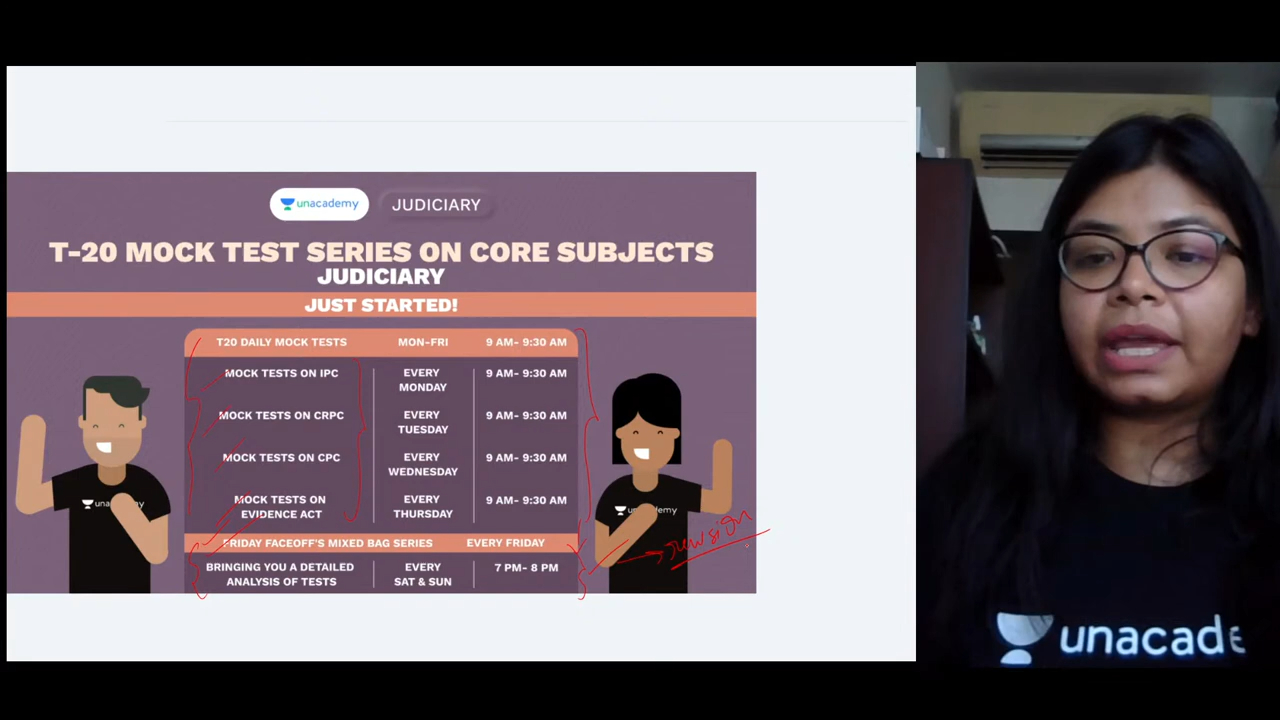 unacademy JUDICIARY
T-20 MOCK TEST SERIES ON CORE SUBJECTS
JUDICIARY
JUST STARTED!
T20 DAILY MOCK TESTS MON-FRI 9 AM- 9:30 AM
MOCK TESTS ON IPC EVERY MONDAY 9 AM- 9:30 AM
MOCK TESTS ON CRPC EVERY TUESDAY 9 AM- 9:30 AM
MOCK TESTS ON CPC EVERY WEDNESDAY 9 AM- 9:30 AM
MOCK TESTS ON EVIDENCE ACT EVERY THURSDAY 9 AM- 9:30 AM
FRIDAY FACEOFF'S MIXED BAG SERIES EVERY FRIDAY
BRINGING YOU A DETAILED ANALYSIS OF TESTS EVERY SAT & SUN 7 PM- 8 PM
una my
unacademy
revision
unacade